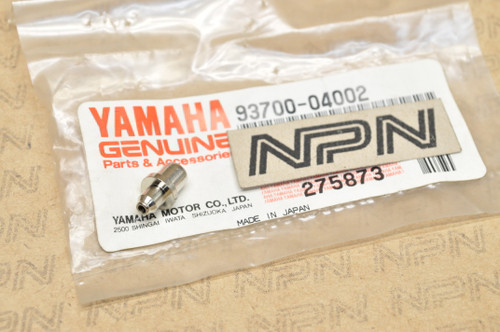 YAMAHA
GENUINE
Parts & Accessories
93700-04002
NPN
275873
YAMAHA MOTOR CO., LTD.
2500 SHINGAI IWATA SHIZUOKA, JAPAN
MADE IN JAPAN